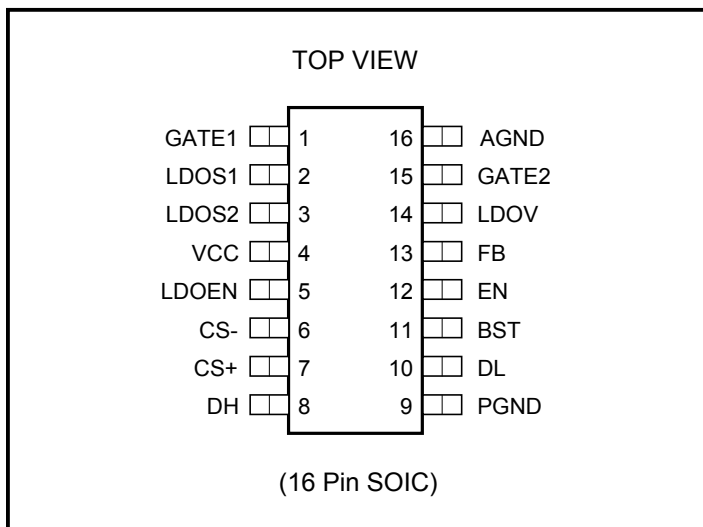 TOP VIEW
GATE1 1 16 AGND
LDOS1 2 15 GATE2
LDOS2 3 14 LDOV
VCC 4 13 FB
LDOEN 5 12 EN
CS- 6 11 BST
CS+ 7 10 DL
DH 8 9 PGND
(16 Pin SOIC)